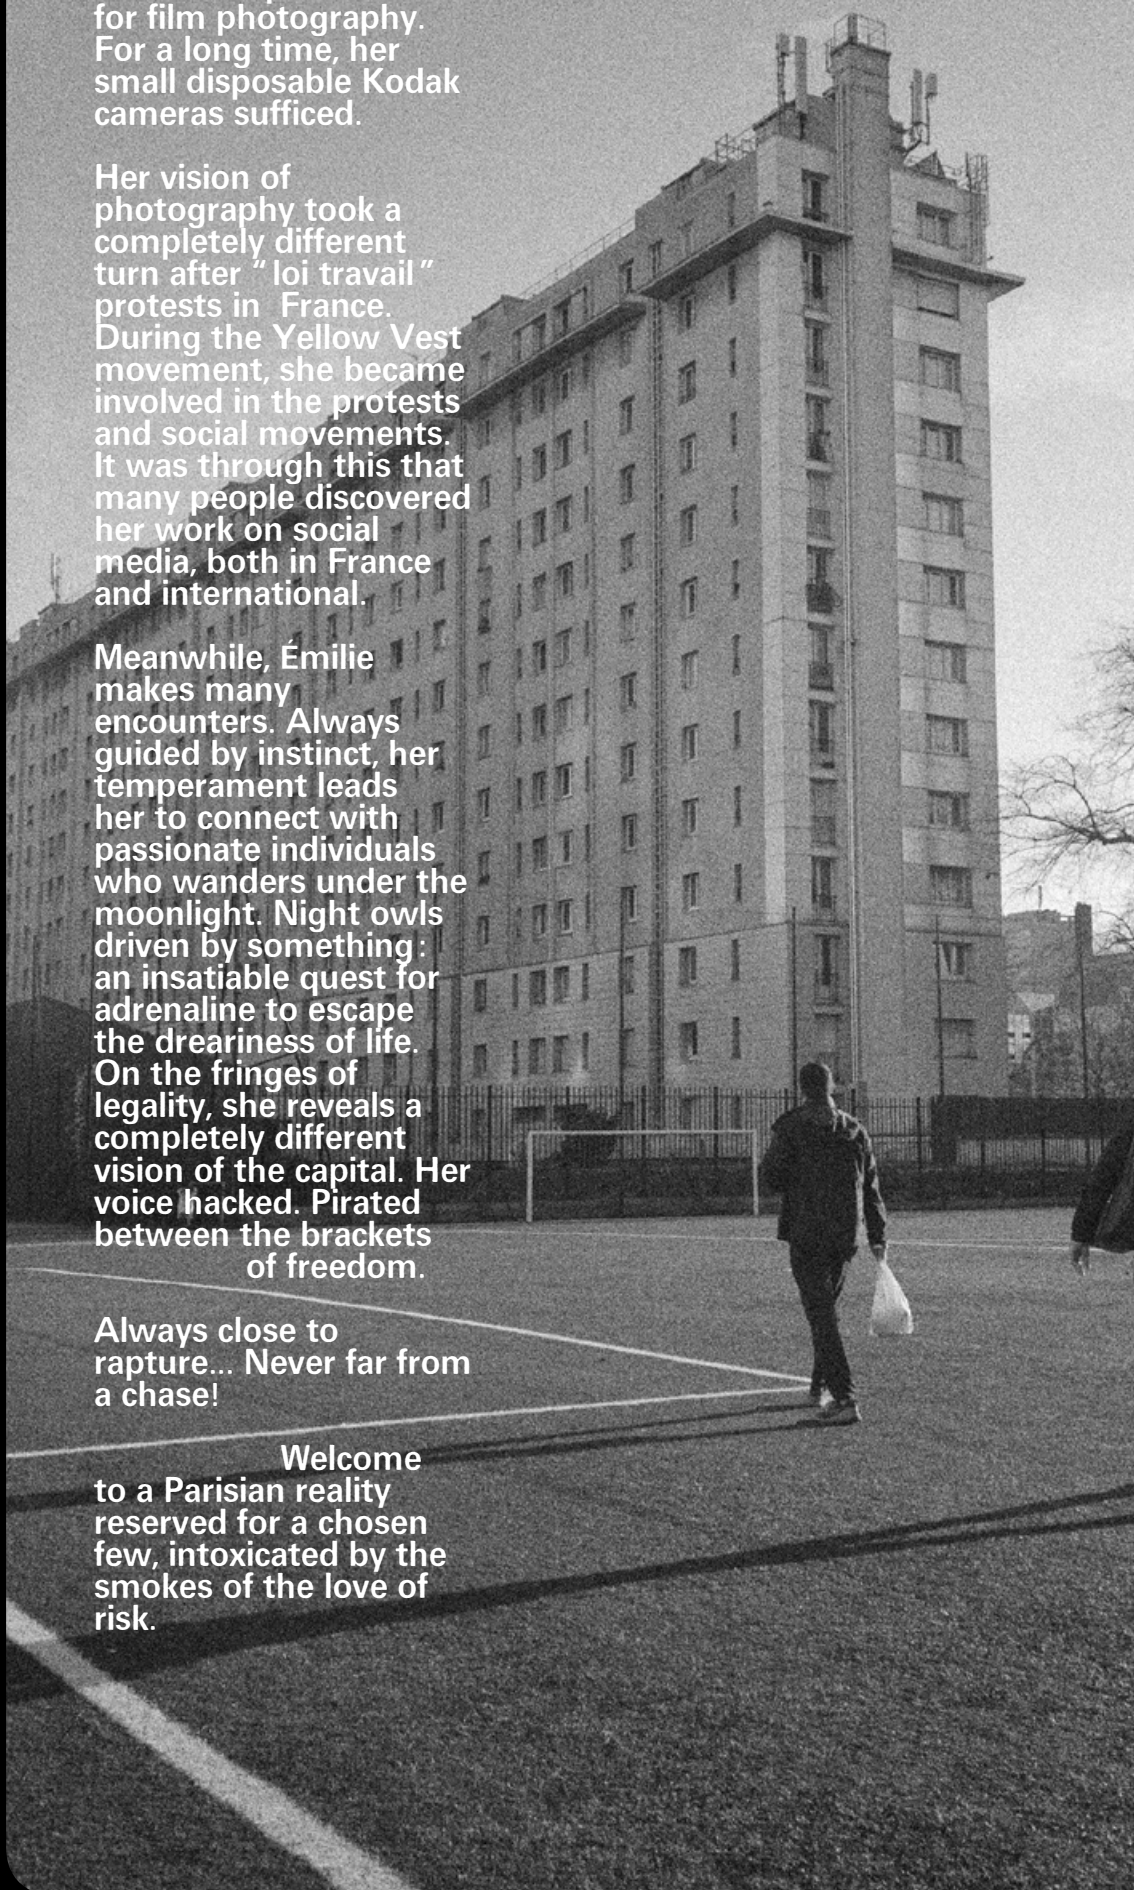 for film photography.
For a long time, her
small disposable Kodak
cameras sufficed.
Her vision of
photography took a
completely different
turn after “loi travail”
protests in  France.
During the Yellow Vest
movement, she became
involved in the protests
and social movements.
It was through this that
many people discovered
her work on social
media, both in France
and international.
Meanwhile, Émilie
makes many
encounters. Always
guided by instinct, her
temperament leads
her to connect with
passionate individuals
who wanders under the
moonlight. Night owls
driven by something:
an insatiable quest for
adrenaline to escape
the dreariness of life.
On the fringes of
legality, she reveals a
completely different
vision of the capital. Her
voice hacked. Pirated
between the brackets
of freedom.
Always close to
rapture... Never far from
a chase!
Welcome
to a Parisian reality
reserved for a chosen
few, intoxicated by the
smokes of the love of
risk.